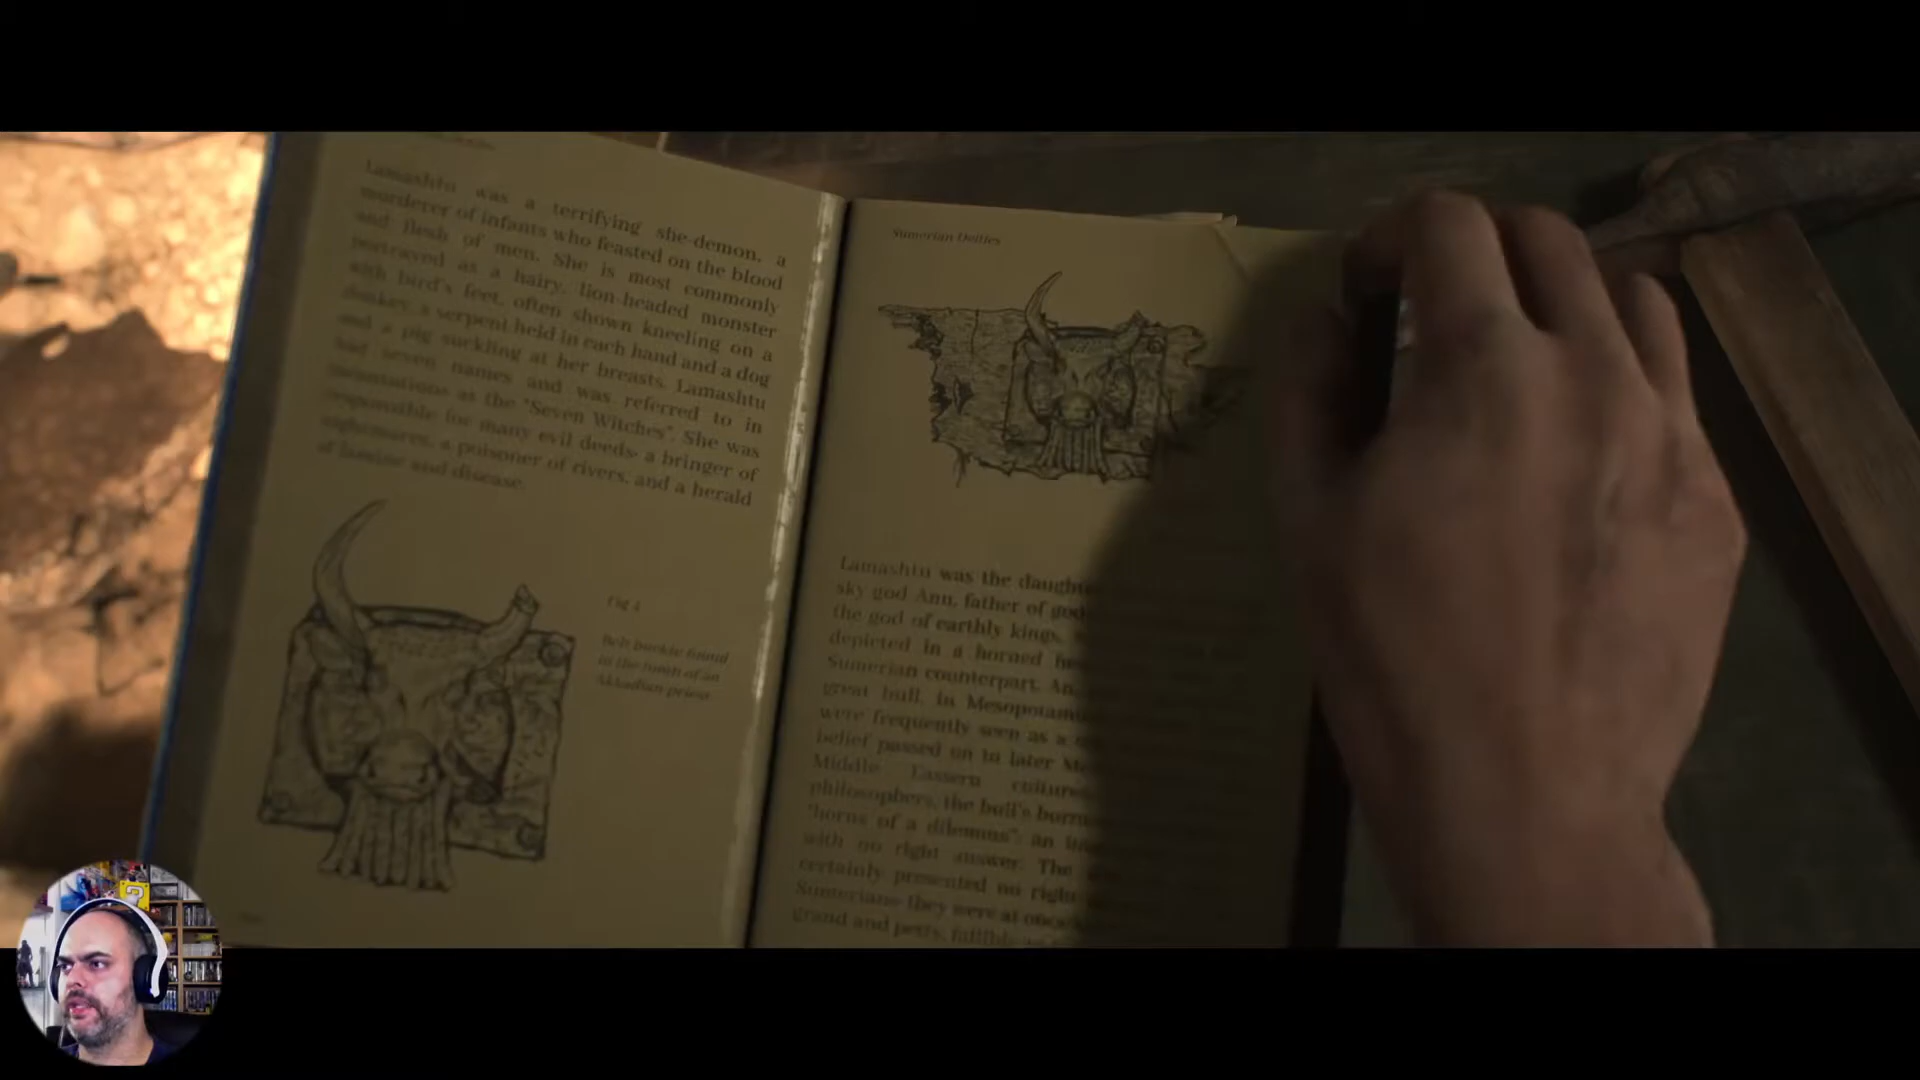 Lamashtu was a terrifying she-demon, a
murderer of infants who feasted on the blood
and flesh of men. She is most commonly
portrayed as a hairy, lion-headed monster
with bird's feet, often shown kneeling on a
donkey, a serpent held in each hand and a dog
and a pig suckling at her breasts. Lamashtu
had seven names and was referred to in
incantations as the "Seven Witches". She was
responsible for many evil deeds- a bringer of
nightmares, a poisoner of rivers, and a herald
of famine and disease.
Fig 4
Belt buckle found
in the tomb of an
Akkadian priest
Sumerian Deities
Lamashtu was the
sky god Anu, father of
the god of earthly kings.
depicted in a horned
Sumerian counterpart, An,
great bull. In
were frequently seen as a
belief passed on to later
Middle Eastern
philosophers, the bull's
"horns of a dilemma": an
with no right answer. The
certainly presented no right
Sumerians they were at once
grand and petty,